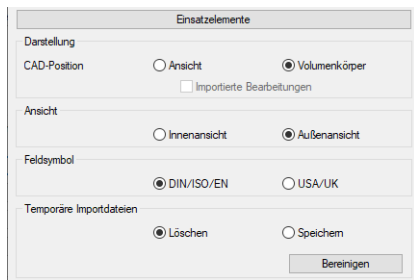 Einsatzelemente
Darstellung
CAD-Position Ansicht Volumenkörper
Importierte Bearbeitungen
Ansicht
Innenansicht Außenansicht
Feldsymbol
DIN/ISO/EN USA/UK
Temporäre Importdateien
Löschen Speichern
Bereinigen